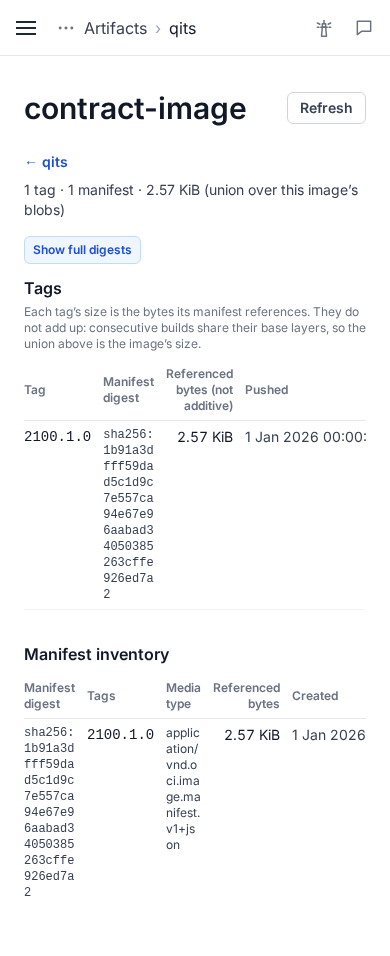 ··· Artifacts › qits
contract-image
Refresh
← qits
1 tag · 1 manifest · 2.57 KiB (union over this image's
blobs)
Show full digests
Tags
Each tag's size is the bytes its manifest references. They do
not add up: consecutive builds share their base layers, so the
union above is the image's size.
Tag
Manifest
digest
Referenced
bytes (not
additive)
Pushed
2100.1.0
sha256:
1b91a3d
fff59da
d5c1d9c
7e557ca
94e67e9
6aabad3
4050385
263cffe
926ed7a
2
2.57 KiB
1 Jan 2026 00:00:
Manifest inventory
Manifest
digest
Tags
Media
type
Referenced
bytes
Created
sha256:
1b91a3d
fff59da
d5c1d9c
7e557ca
94e67e9
6aabad3
4050385
263cffe
926ed7a
2
2100.1.0
applic
ation/
vnd.o
ci.ima
ge.ma
nifest.
v1+js
on
2.57 KiB
1 Jan 2026